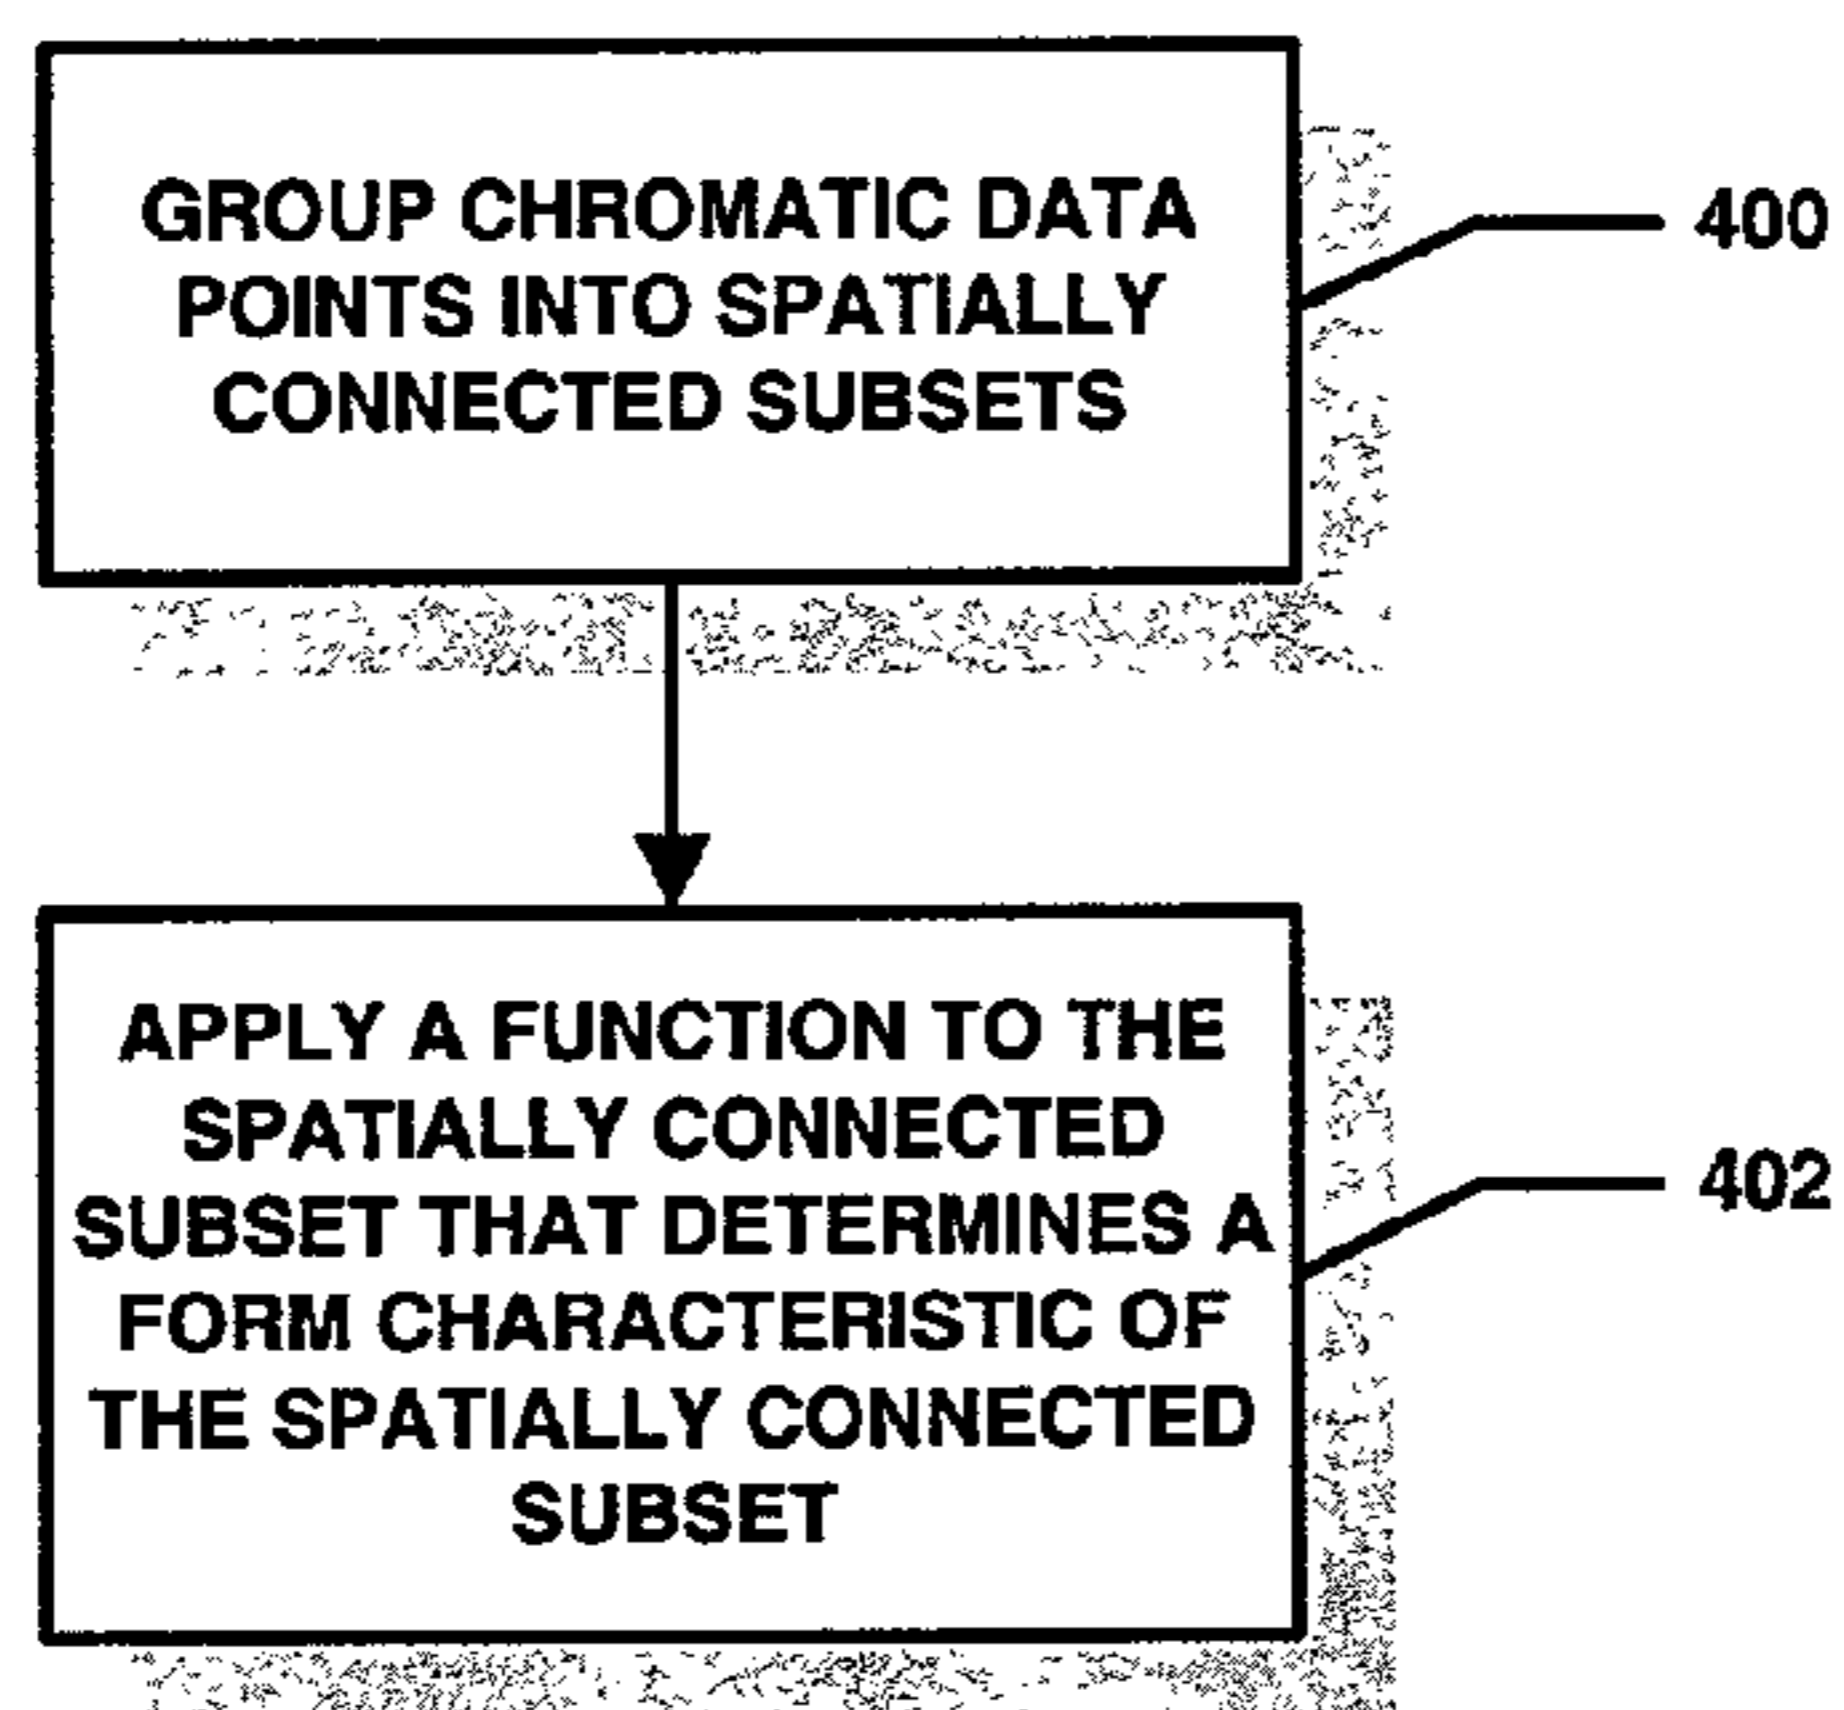 GROUP CHROMATIC DATA
POINTS INTO SPATIALLY
CONNECTED SUBSETS
400
APPLY A FUNCTION TO THE
SPATIALLY CONNECTED
SUBSET THAT DETERMINES A
FORM CHARACTERISTIC OF
THE SPATIALLY CONNECTED
SUBSET
402